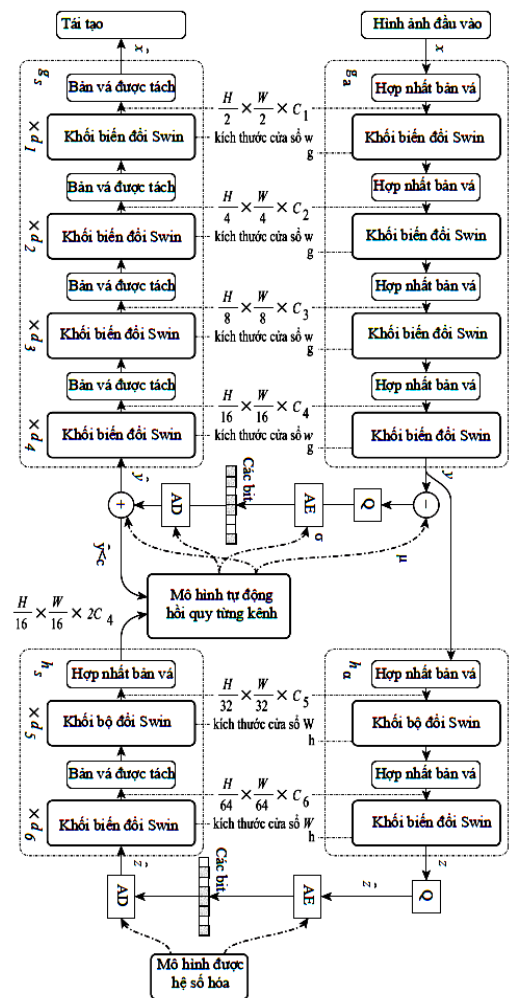 Tái tạo
Hình ảnh đầu vào
x̂
x
g_s
g_a
Bản vá được tách
H/2 × W/2 × C_1
Hợp nhất bản vá
× d_1
Khối biến đổi Swin
kích thước cửa sổ w
g
Khối biến đổi Swin
Bản vá được tách
H/4 × W/4 × C_2
Hợp nhất bản vá
× d_2
Khối biến đổi Swin
kích thước cửa sổ w
g
Khối biến đổi Swin
Bản vá được tách
H/8 × W/8 × C_3
Hợp nhất bản vá
× d_3
Khối biến đổi Swin
kích thước cửa sổ w
g
Khối biến đổi Swin
Bản vá được tách
H/16 × W/16 × C_4
Hợp nhất bản vá
× d_4
Khối biến đổi Swin
kích thước cửa sổ w
g
Khối biến đổi Swin
ŷ
Các bit.
y
+
AD
AE
Q
−
σ
ŷ<c
μ
Mô hình tự động
hồi quy từng kênh
H/16 × W/16 × 2C_4
h_s
h_a
Hợp nhất bản vá
H/32 × W/32 × C_5
Hợp nhất bản vá
× d_5
Khối bộ đổi Swin
kích thước cửa sổ W
h
Khối bộ đổi Swin
Bản vá được tách
H/64 × W/64 × C_6
Hợp nhất bản vá
× d_6
Khối biến đổi Swin
kích thước cửa sổ W
h
Khối biến đổi Swin
ẑ
Các bit.
ẑ
z
AD
AE
Q
Mô hình được
hệ số hóa